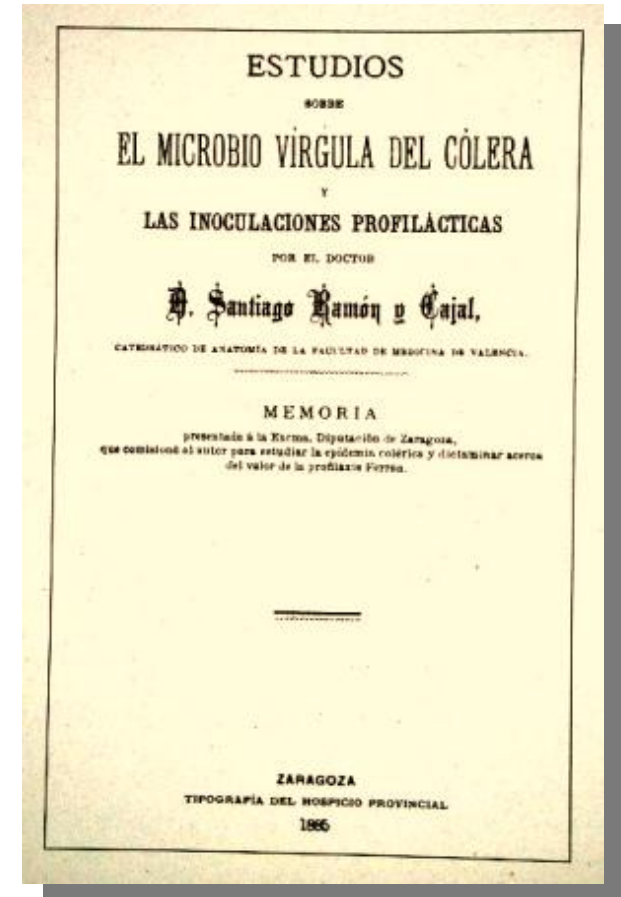 ESTUDIOS
SOBRE
EL MICROBIO VÍRGULA DEL CÓLERA
Y
LAS INOCULACIONES PROFILÁCTICAS
POR EL DOCTOR
D. Santiago Ramón y Cajal,
CATEDRÁTICO DE ANATOMÍA DE LA FACULTAD DE MEDICINA DE VALENCIA.
MEMORIA
presentada á la Excma. Diputación de Zaragoza,
que comisionó al autor para estudiar la epidemia colérica y dictaminar acerca
del valor de la profilaxis Ferrán.
ZARAGOZA
TIPOGRAFÍA DEL HOSPICIO PROVINCIAL
1885